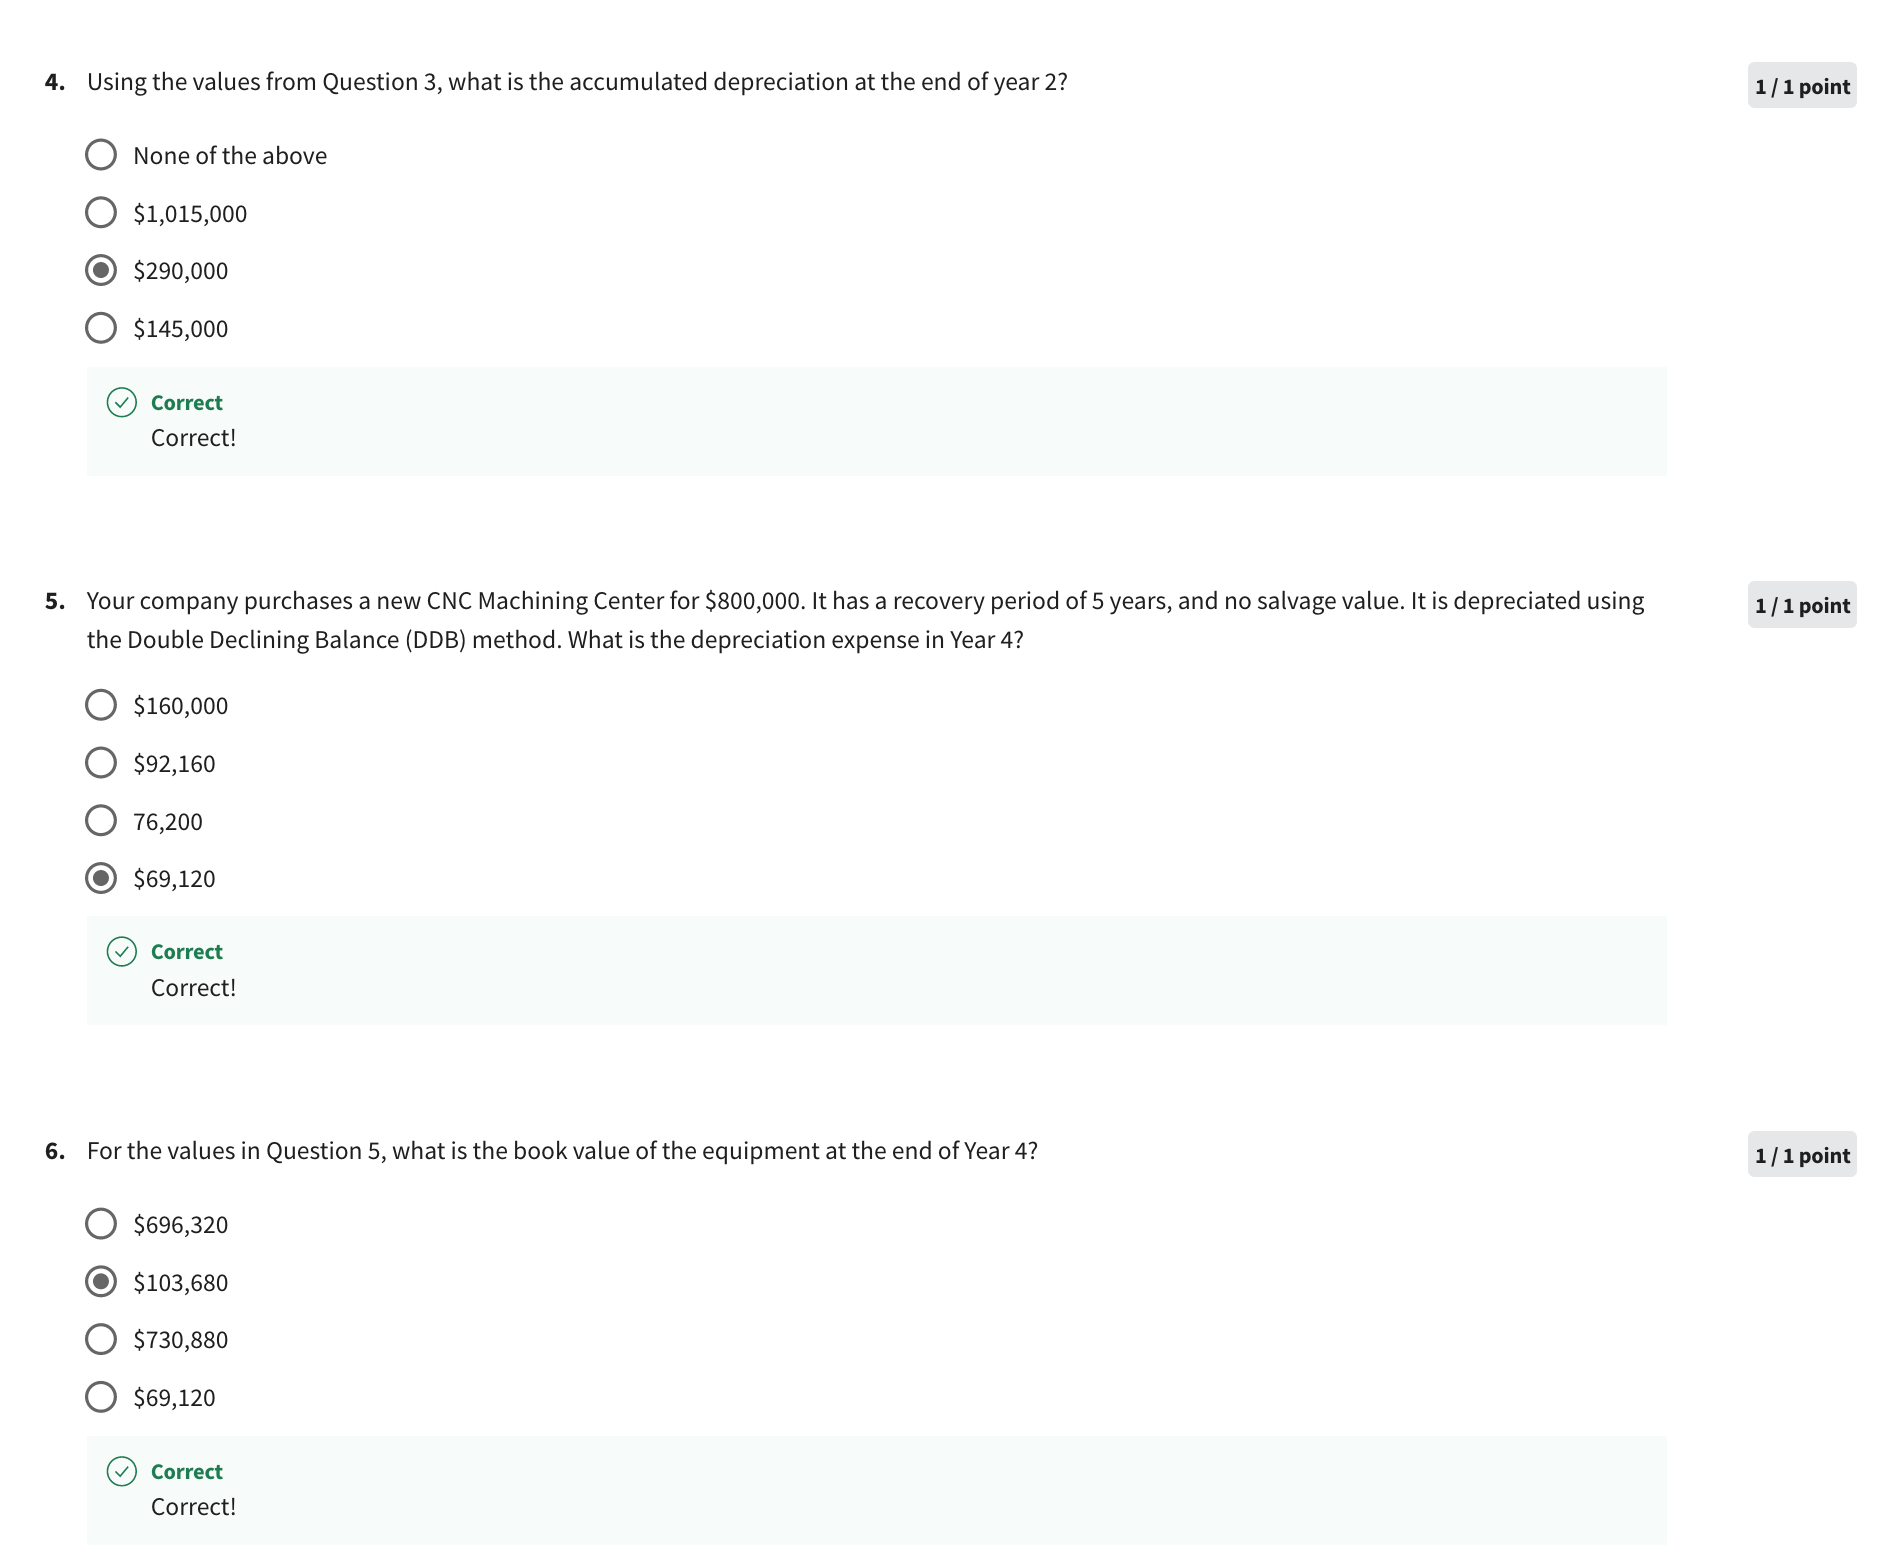 4. Using the values from Question 3, what is the accumulated depreciation at the end of year 2?
1 / 1 point
None of the above
$1,015,000
$290,000
$145,000
Correct
Correct!
5. Your company purchases a new CNC Machining Center for $800,000. It has a recovery period of 5 years, and no salvage value. It is depreciated using
the Double Declining Balance (DDB) method. What is the depreciation expense in Year 4?
1 / 1 point
$160,000
$92,160
76,200
$69,120
Correct
Correct!
6. For the values in Question 5, what is the book value of the equipment at the end of Year 4?
1 / 1 point
$696,320
$103,680
$730,880
$69,120
Correct
Correct!